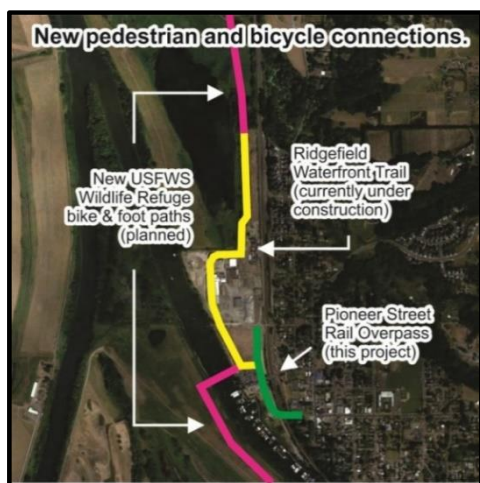 New pedestrian and bicycle connections.
New USFWS
Wildlife Refuge
bike & foot paths
(planned)
Ridgefield
Waterfront Trail
(currently under
construction)
Pioneer Street
Rail Overpass
(this project)